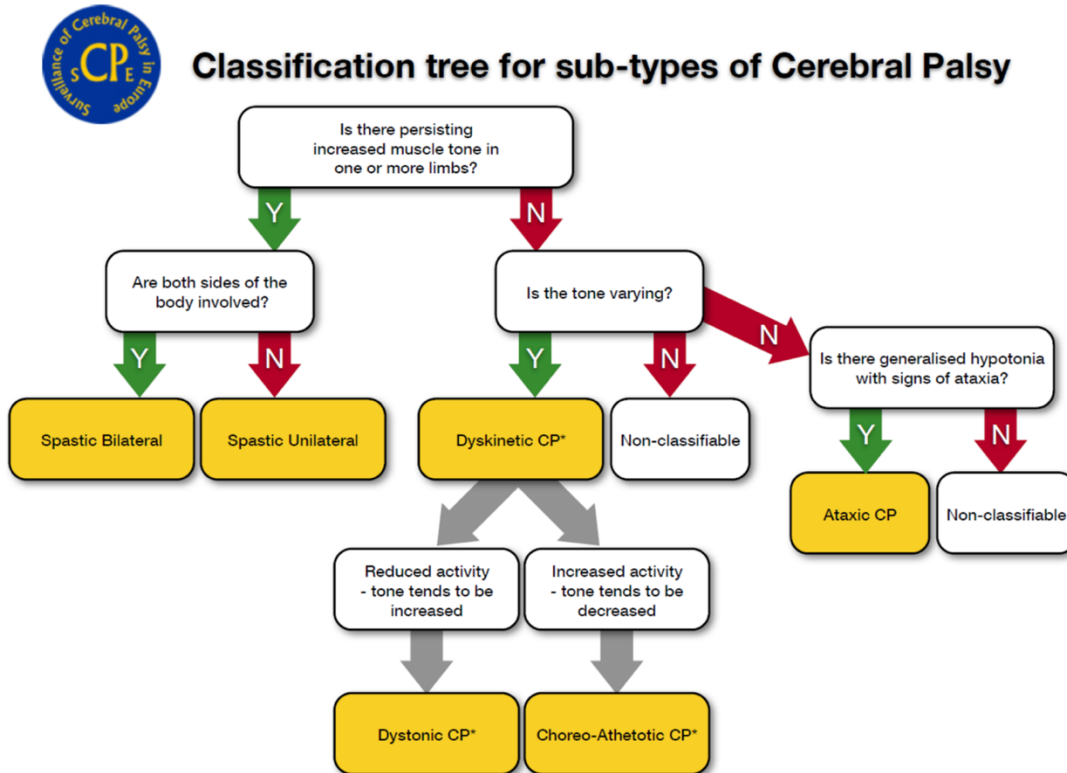 Surveillance of Cerebral Palsy in Europe
SCPE
Classification tree for sub-types of Cerebral Palsy
Is there persisting
increased muscle tone in
one or more limbs?
Y
N
Are both sides of the
body involved?
Is the tone varying?
N
Is there generalised hypotonia
with signs of ataxia?
Y
N
Y
N
Y
N
Spastic Bilateral
Spastic Unilateral
Dyskinetic CP*
Non-classifiable
Ataxic CP
Non-classifiable
Reduced activity
- tone tends to be
increased
Increased activity
- tone tends to be
decreased
Dystonic CP*
Choreo-Athetotic CP*